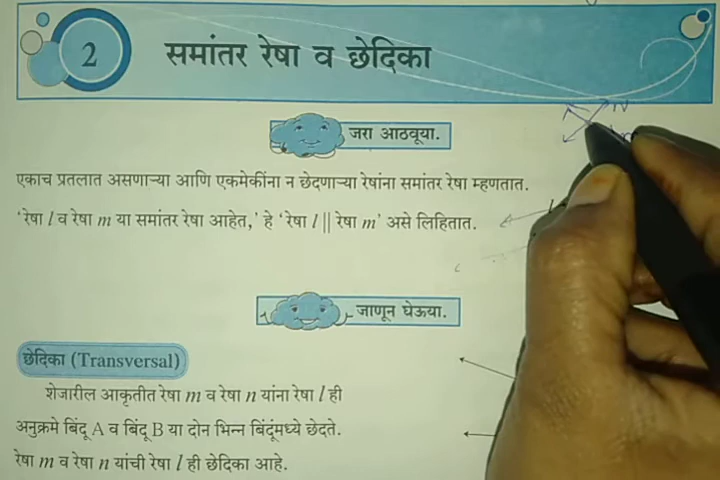 2 समांतर रेषा व छेदिका
जरा आठवूया.
एकाच प्रतलात असणाऱ्या आणि एकमेकींना न छेदणाऱ्या रेषांना समांतर रेषा म्हणतात.
‘रेषा l व रेषा m या समांतर रेषा आहेत,’ हे ‘रेषा l || रेषा m’ असे लिहितात.
जाणून घेऊया.
छेदिका (Transversal)
शेजारील आकृतीत रेषा m व रेषा n यांना रेषा l ही
अनुक्रमे बिंदू A व बिंदू B या दोन भिन्न बिंदूंमध्ये छेदते.
रेषा m व रेषा n यांची रेषा l ही छेदिका आहे.